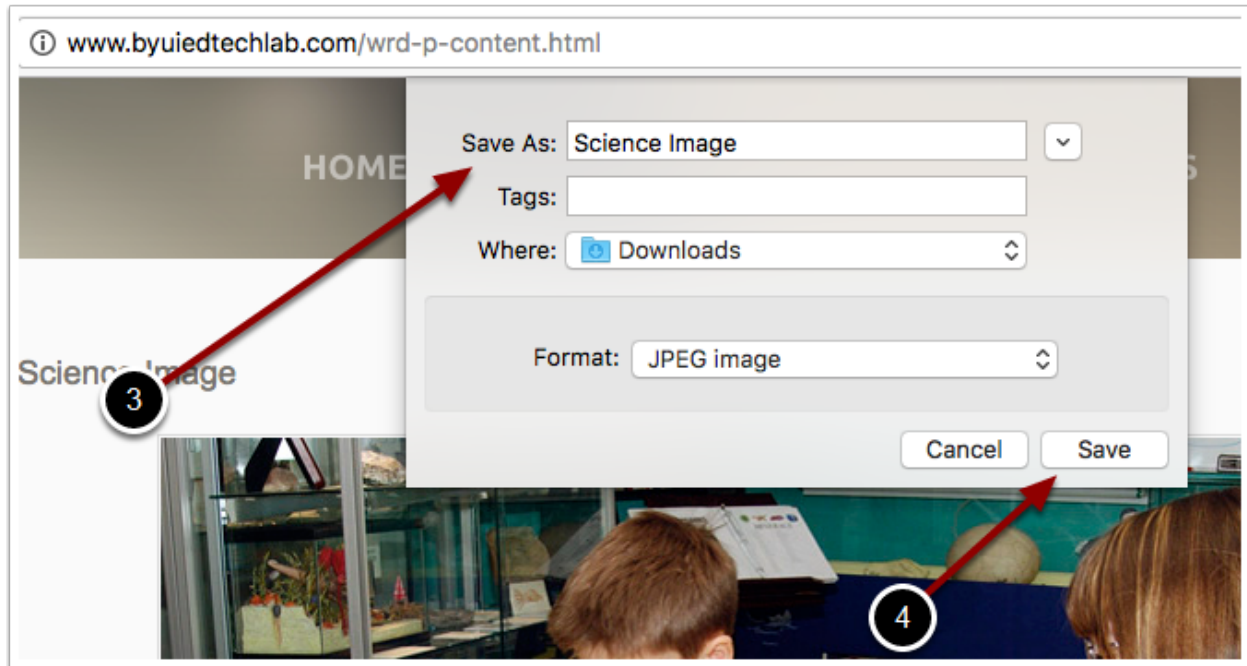 www.byuiedtechlab.com/wrd-p-content.html
HOME
S
Save As: Science Image
Tags:
Where: Downloads
Format: JPEG image
Science Image
3
Cancel Save
4